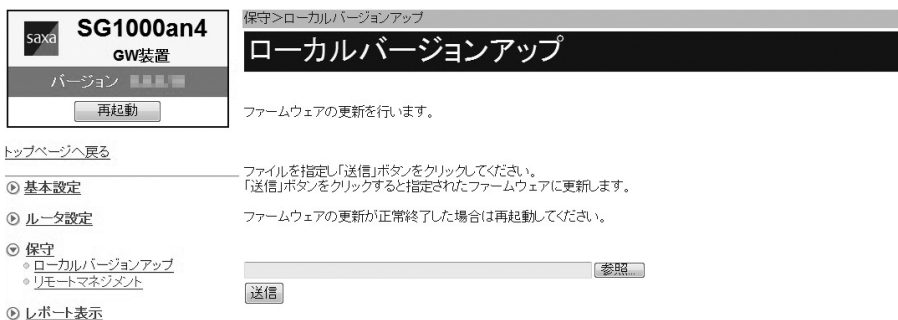 saxa
SG1000an4
GW装置
バージョン
再起動
トップページへ戻る
基本設定
ルータ設定
保守
ローカルバージョンアップ
リモートマネジメント
レポート表示
保守>ローカルバージョンアップ
ローカルバージョンアップ
ファームウェアの更新を行います。
ファイルを指定し「送信」ボタンをクリックしてください。
「送信」ボタンをクリックすると指定されたファームウェアに更新します。
ファームウェアの更新が正常終了した場合は再起動してください。
参照...
送信